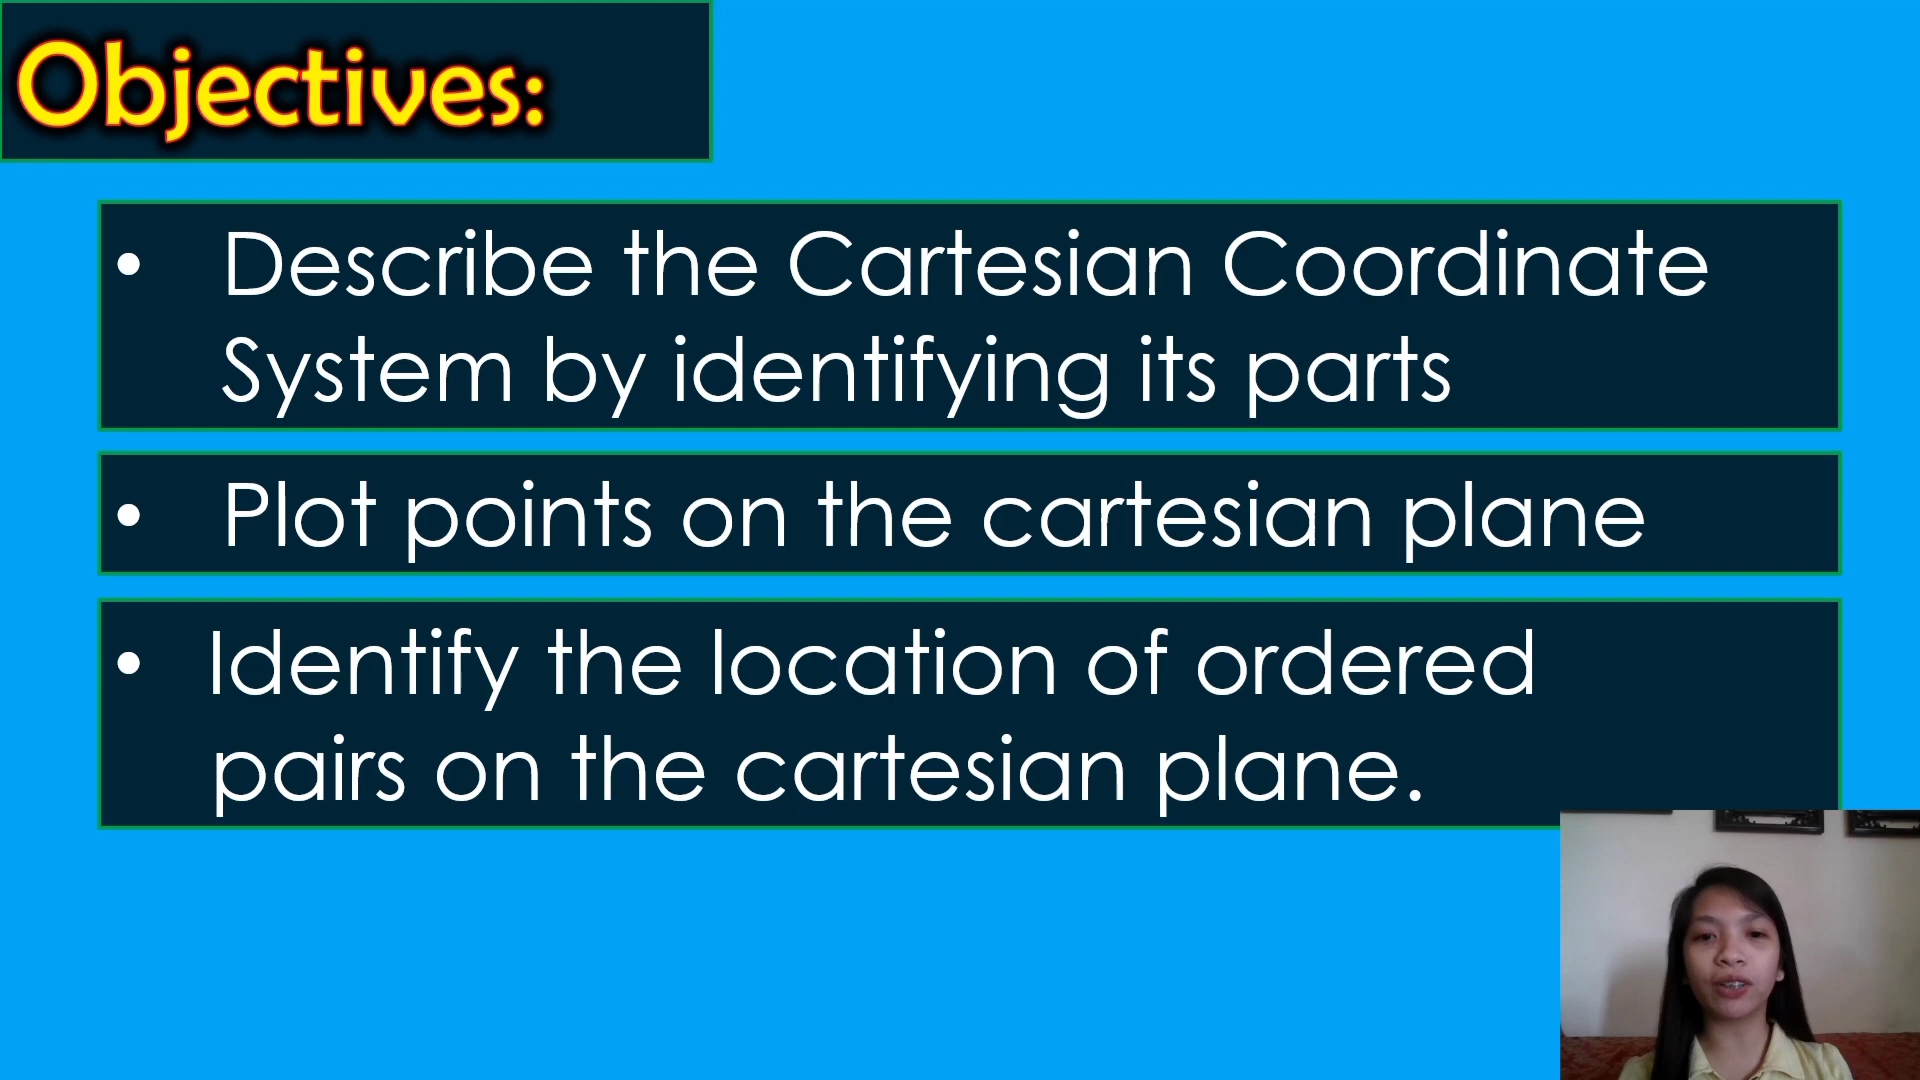 Objectives:
• Describe the Cartesian Coordinate
System by identifying its parts
• Plot points on the cartesian plane
• Identify the location of ordered
pairs on the cartesian plane.